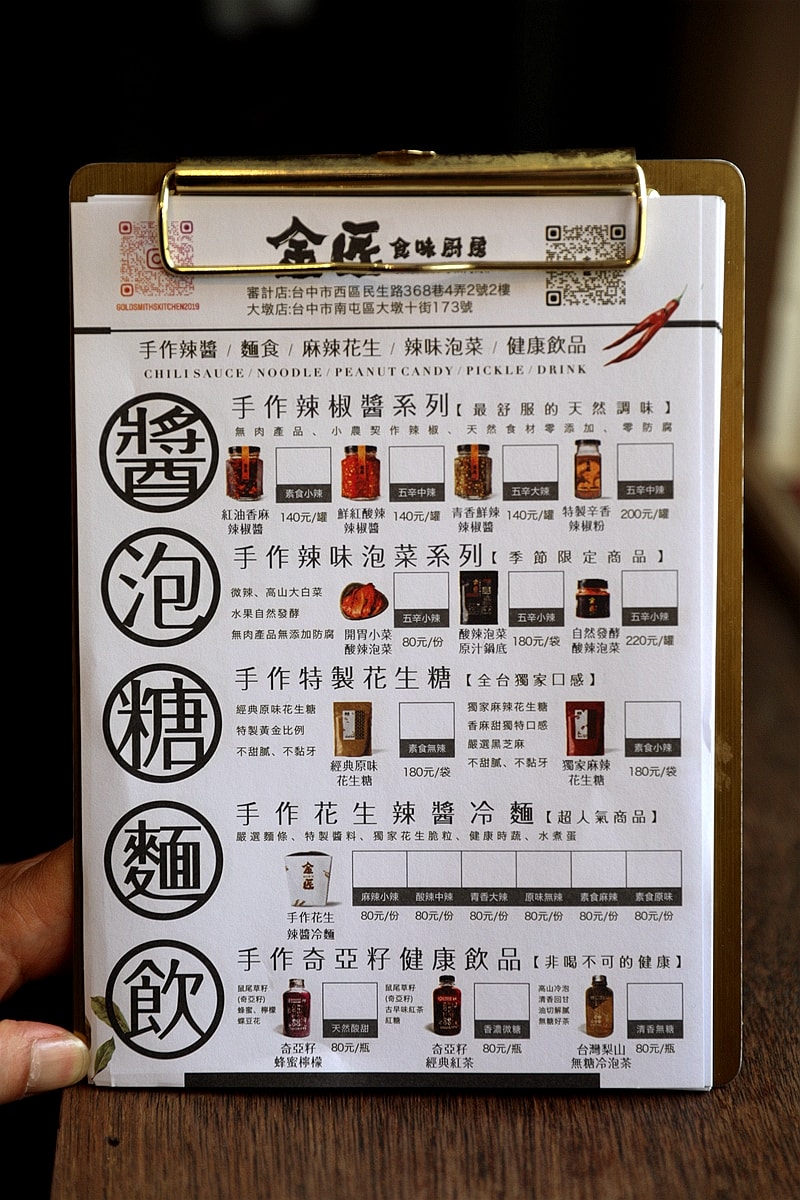 金匠 食味厨房
GOLDSMITHSKITCHEN2019
審計店:台中市西區民生路368巷4弄2號2樓
大墩店:台中市南屯區大墩十街173號
手作辣醬 / 麵食 / 麻辣花生 / 辣味泡菜 / 健康飲品
CHILI SAUCE / NOODLE / PEANUT CANDY / PICKLE / DRINK
醬
手作辣椒醬系列【最舒服的天然調味】
無肉產品、小農契作辣椒、天然食材零添加、零防腐
素食小辣 五辛中辣 五辛大辣 五辛中辣
紅油香麻辣椒醬 140元/罐 鮮紅酸辣辣椒醬 140元/罐 青香鮮辣辣椒醬 140元/罐 特製辛香辣椒粉 200元/罐
泡
手作辣味泡菜系列【季節限定商品】
微辣、高山大白菜
水果自然發酵
無肉產品無添加防腐
五辛小辣 五辛小辣 五辛小辣
開胃小菜酸辣泡菜 80元/份 酸辣泡菜原汁鍋底 180元/袋 自然發酵酸辣泡菜 220元/罐
糖
手作特製花生糖【全台獨家口感】
經典原味花生糖
特製黃金比例
不甜膩、不黏牙
素食無辣
經典原味花生糖 180元/袋
獨家麻辣花生糖
香麻甜獨特口感
嚴選黑芝麻
不甜膩、不黏牙
素食小辣
獨家麻辣花生糖 180元/袋
麵
手作花生辣醬冷麵【超人氣商品】
嚴選麵條、特製醬料、獨家花生脆粒、健康時蔬、水煮蛋
金匠
手作花生辣醬冷麵
麻辣小辣 酸辣中辣 青香大辣 原味無辣 素食麻辣 素食原味
80元/份 80元/份 80元/份 80元/份 80元/份 80元/份
飲
手作奇亞籽健康飲品【非喝不可的健康】
鼠尾草籽
(奇亞籽)
蜂蜜、檸檬
蝶豆花
天然酸甜
奇亞籽蜂蜜檸檬 80元/瓶
鼠尾草籽
(奇亞籽)
古早味紅茶
紅糖
香濃微糖
奇亞籽經典紅茶 80元/瓶
高山冷泡
清香回甘
油切解膩
無糖好茶
清香無糖
台灣梨山無糖冷泡茶 80元/瓶